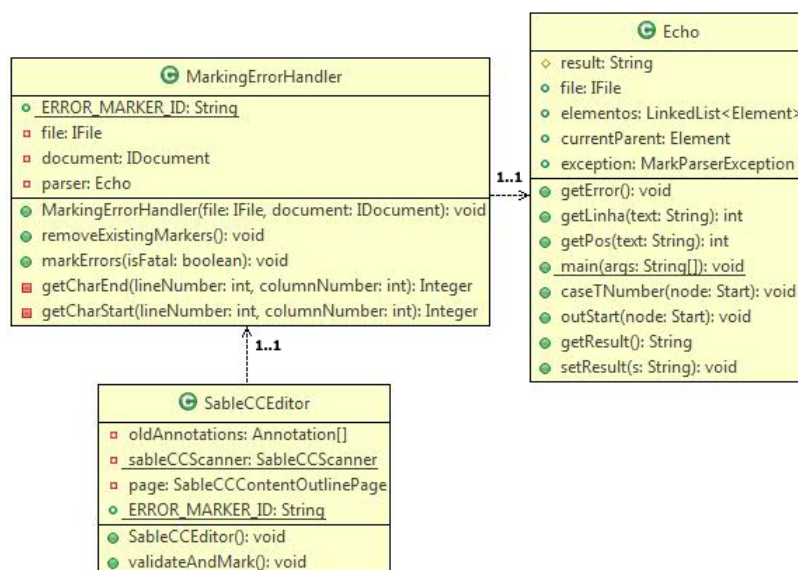 Echo
result: String
file: IFile
elementos: LinkedList<Element>
currentParent: Element
exception: MarkParserException
getError(): void
getLinha(text: String): int
getPos(text: String): int
main(args: String[]): void
caseTNumber(node: Start): void
outStart(node: Start): void
getResult(): String
setResult(s: String): void
MarkingErrorHandler
ERROR_MARKER_ID: String
file: IFile
document: IDocument
parser: Echo
MarkingErrorHandler(file: IFile, document: IDocument): void
removeExistingMarkers(): void
markErrors(isFatal: boolean): void
getCharEnd(lineNumber: int, columnNumber: int): Integer
getCharStart(lineNumber: int, columnNumber: int): Integer
1..1
1..1
SableCCEditor
oldAnnotations: Annotation[]
sableCCScanner: SableCCScanner
page: SableCCContentOutlinePage
ERROR_MARKER_ID: String
SableCCEditor(): void
validateAndMark(): void